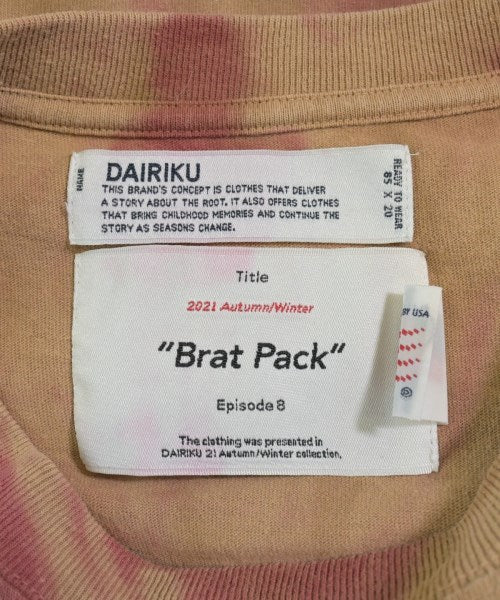 NAME
DAIRIKU
THIS BRAND'S CONCEPT IS CLOTHES THAT DELIVER
A STORY ABOUT THE ROOT. IT ALSO OFFERS CLOTHES
THAT BRING CHILDHOOD MEMORIES AND CONTINUE THE
STORY AS SEASONS CHANGE.
READY TO WEAR
85 X 20
Title
2021 Autumn/Winter
"Brat Pack"
Episode 8
The clothing was presented in
DAIRIKU 21 Autumn/Winter collection.
BY USA